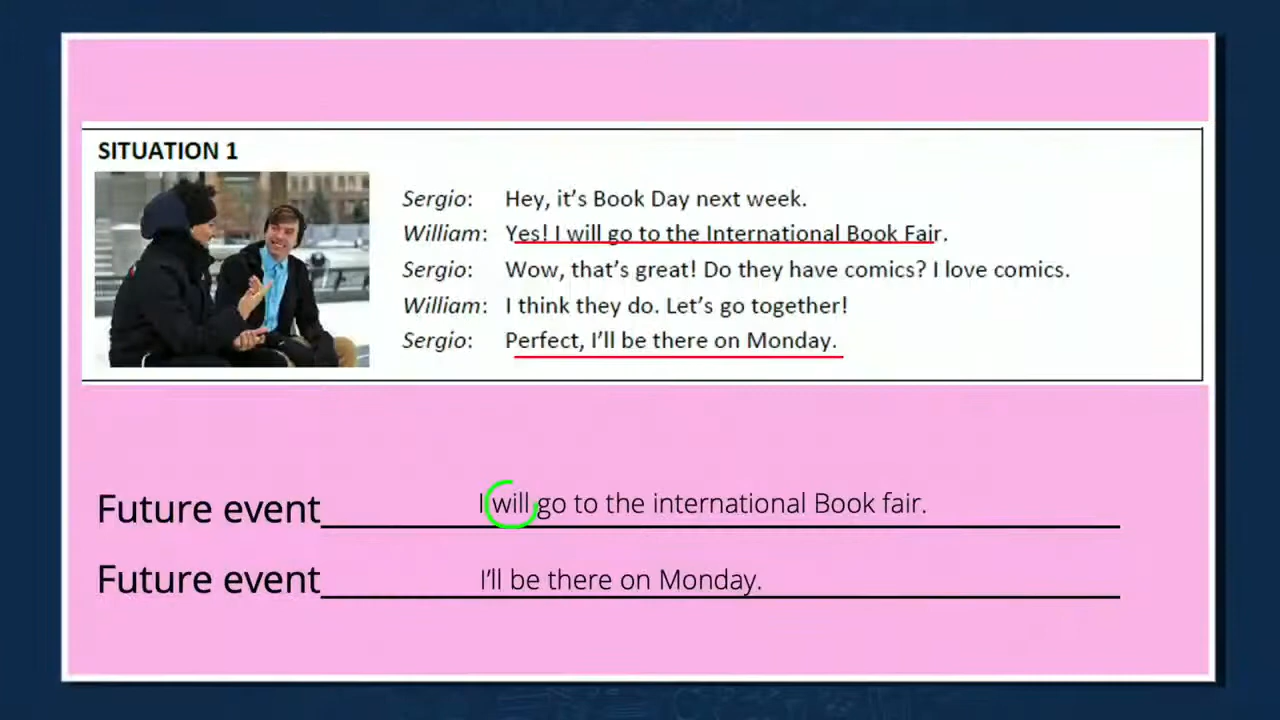 SITUATION 1
Sergio: Hey, it’s Book Day next week.
William: Yes! I will go to the International Book Fair.
Sergio: Wow, that’s great! Do they have comics? I love comics.
William: I think they do. Let’s go together!
Sergio: Perfect, I’ll be there on Monday.
Future event I will go to the international Book fair.
Future event I’ll be there on Monday.